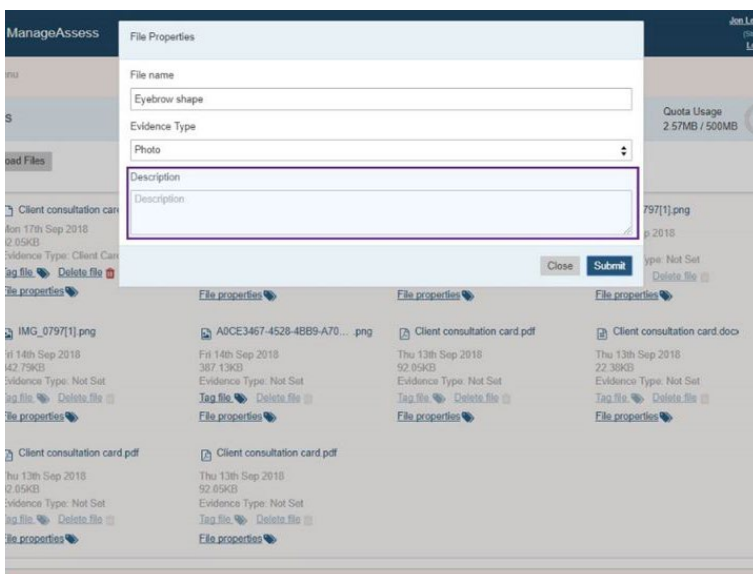 ManageAssess
File Properties
Jon Le
enu
File name
Eyebrow shape
Evidence Type
Photo
Description
Description
Close Submit
Quota Usage
2.57MB / 500MB
oad Files
Client consultation car
797[1].png
Mon 17th Sep 2018
p 2018
92.05KB
Evidence Type: Client Car
ype: Not Set
Tag file Delete file
Delete file
File properties File properties File properties File properties
IMG_0797[1].png A0CE3467-4528-4BB9-A70... .png Client consultation card.pdf Client consultation card.docx
Fri 14th Sep 2018 Fri 14th Sep 2018 Thu 13th Sep 2018 Thu 13th Sep 2018
642.79KB 387.13KB 92.05KB 22.38KB
Evidence Type: Not Set Evidence Type: Not Set Evidence Type: Not Set Evidence Type: Not Set
Tag file Delete file Tag file Delete file Tag file Delete file Tag file Delete file
File properties File properties File properties File properties
Client consultation card.pdf Client consultation card.pdf
Thu 13th Sep 2018 Thu 13th Sep 2018
92.05KB 92.05KB
Evidence Type: Not Set Evidence Type: Not Set
Tag file Delete file Tag file Delete file
File properties File properties